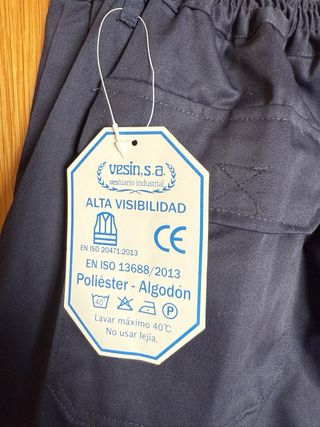 vesin, s.a.
vestuario industrial
ALTA VISIBILIDAD
EN ISO 20471:2013
CE
EN ISO 13688/2013
Poliéster - Algodón
40 P
Lavar máximo 40°C
No usar lejía.